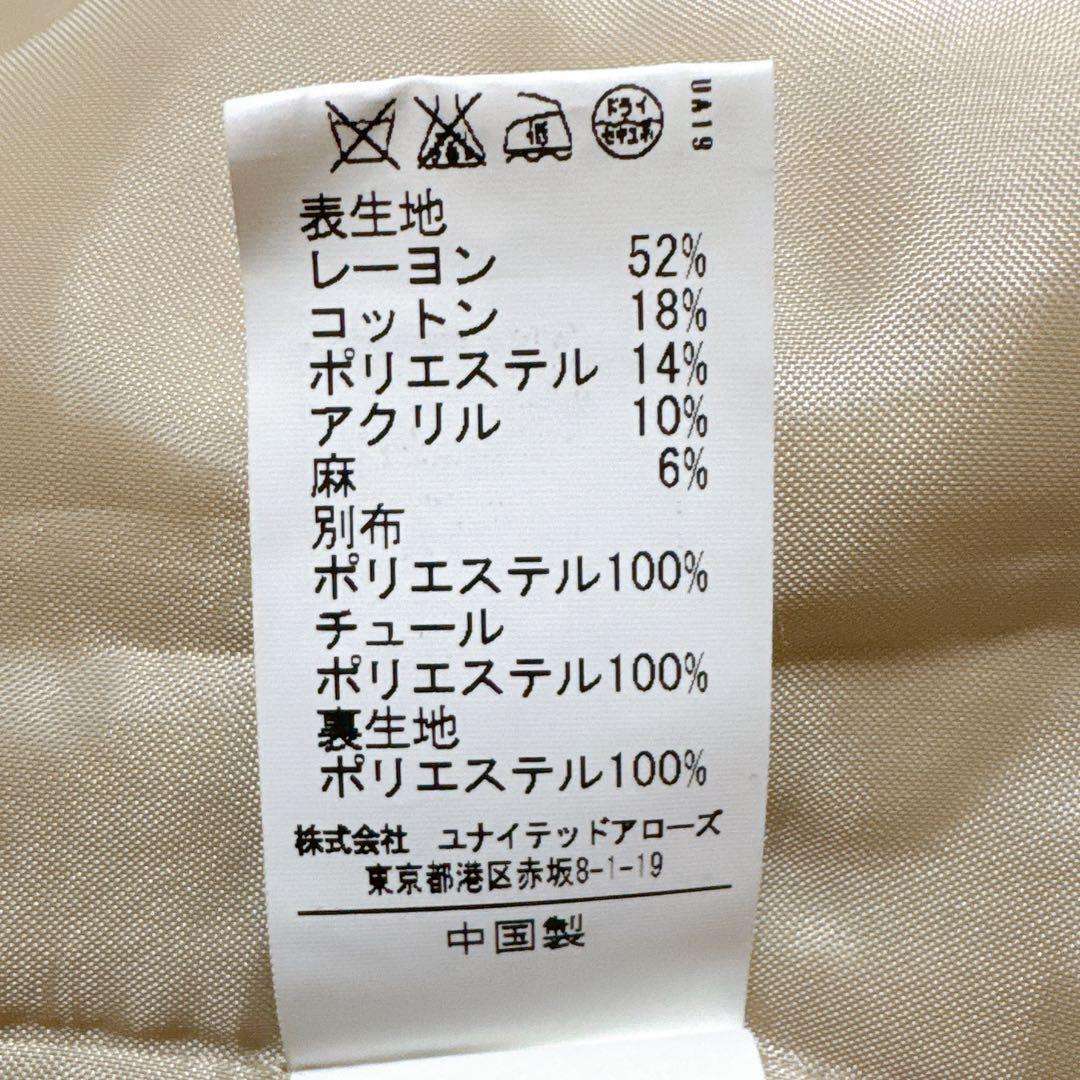 低 ドライ
セキユ系
UA19
表生地
レーヨン 52%
コットン 18%
ポリエステル 14%
アクリル 10%
麻 6%
別布
ポリエステル100%
チュール
ポリエステル100%
裏生地
ポリエステル100%
株式会社 ユナイテッドアローズ
東京都港区赤坂8-1-19
中国製